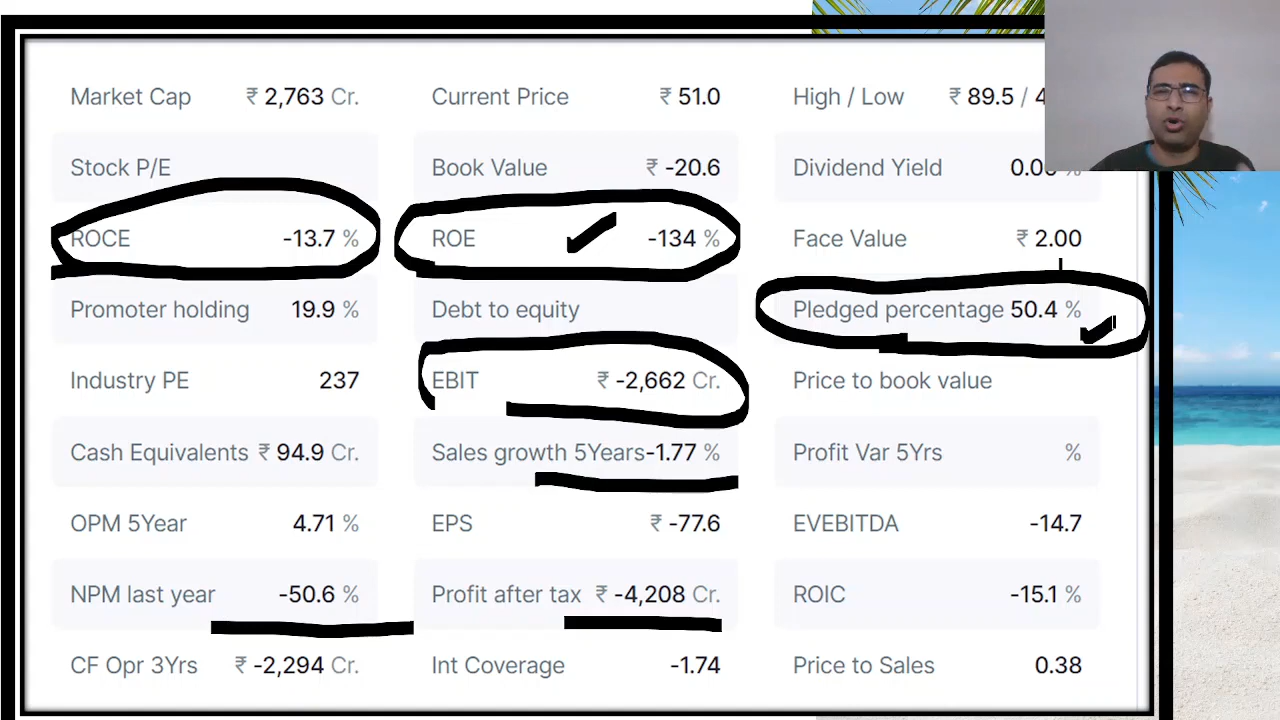 Market Cap ₹ 2,763 Cr. Current Price ₹ 51.0 High / Low ₹ 89.5 / 4
Stock P/E Book Value ₹ -20.6 Dividend Yield 0.00 %
ROCE -13.7 % ROE -134 % Face Value ₹ 2.00
Promoter holding 19.9 % Debt to equity Pledged percentage 50.4 %
Industry PE 237 EBIT ₹ -2,662 Cr. Price to book value
Cash Equivalents ₹ 94.9 Cr. Sales growth 5Years -1.77 % Profit Var 5Yrs %
OPM 5Year 4.71 % EPS ₹ -77.6 EVEBITDA -14.7
NPM last year -50.6 % Profit after tax ₹ -4,208 Cr. ROIC -15.1 %
CF Opr 3Yrs ₹ -2,294 Cr. Int Coverage -1.74 Price to Sales 0.38